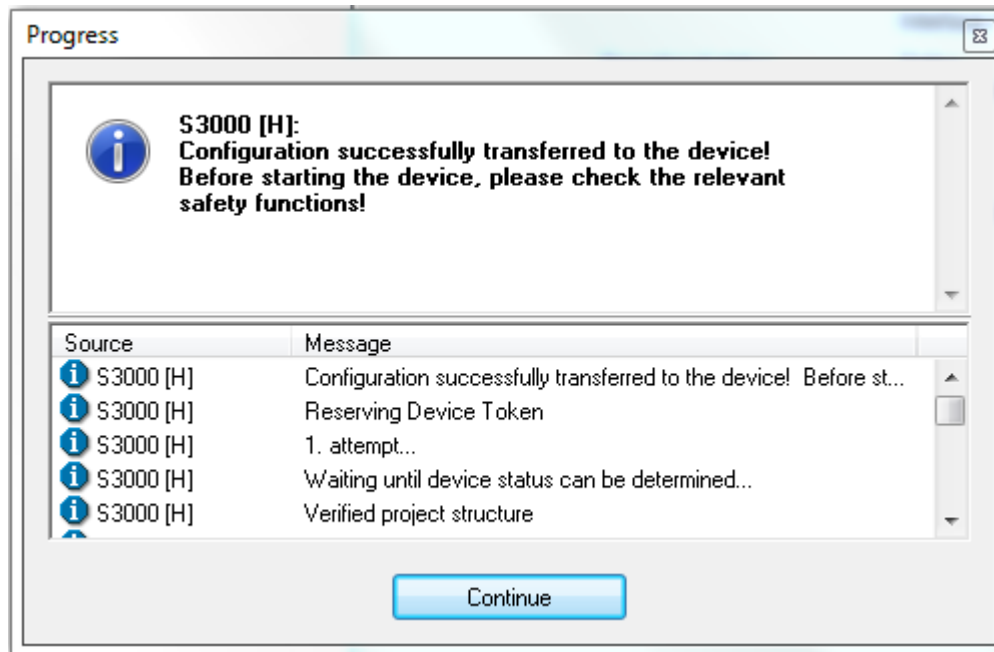 Progress
S3000 [H]:
Configuration successfully transferred to the device!
Before starting the device, please check the relevant
safety functions!
Source Message
S3000 [H] Configuration successfully transferred to the device! Before st...
S3000 [H] Reserving Device Token
S3000 [H] 1. attempt...
S3000 [H] Waiting until device status can be determined...
S3000 [H] Verified project structure
Continue